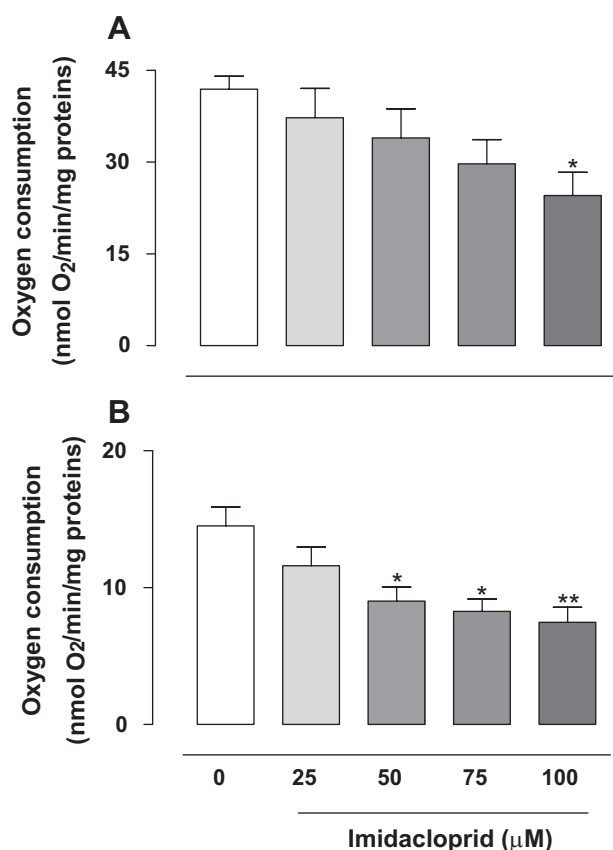 A
Oxygen consumption
(nmol O2/min/mg proteins)
45
30
15
0
*
B
Oxygen consumption
(nmol O2/min/mg proteins)
20
10
0
* * **
0 25 50 75 100
Imidacloprid (μM)